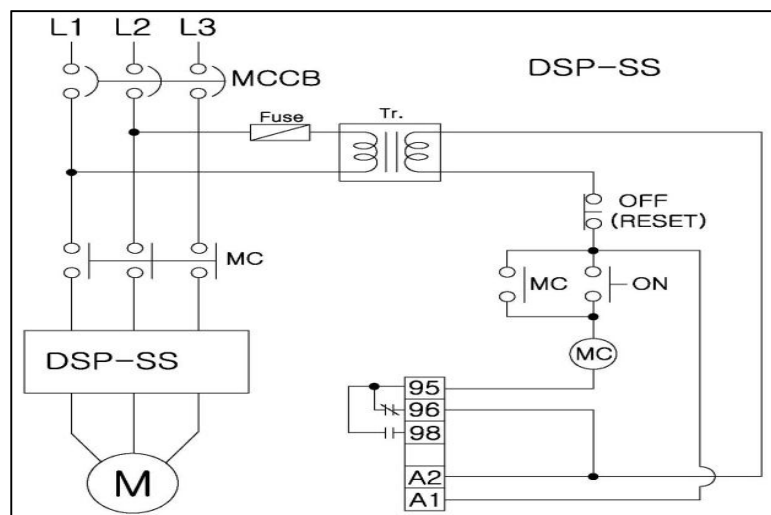 L1 L2 L3
MCCB
DSP-SS
Fuse
Tr.
OFF
(RESET)
MC
MC
ON
DSP-SS
MC
95
96
98
A2
A1
M